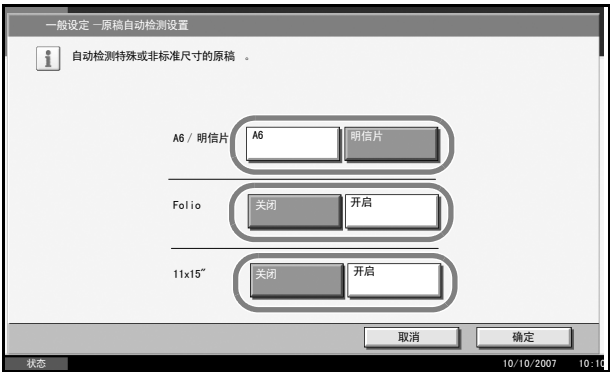 一般设定 —原稿自动检测设置
自动检测特殊或非标准尺寸的原稿 。
A6 / 明信片 A6 明信片
Folio 关闭 开启
11x15″ 关闭 开启
取消 确定
状态 10/10/2007 10:10